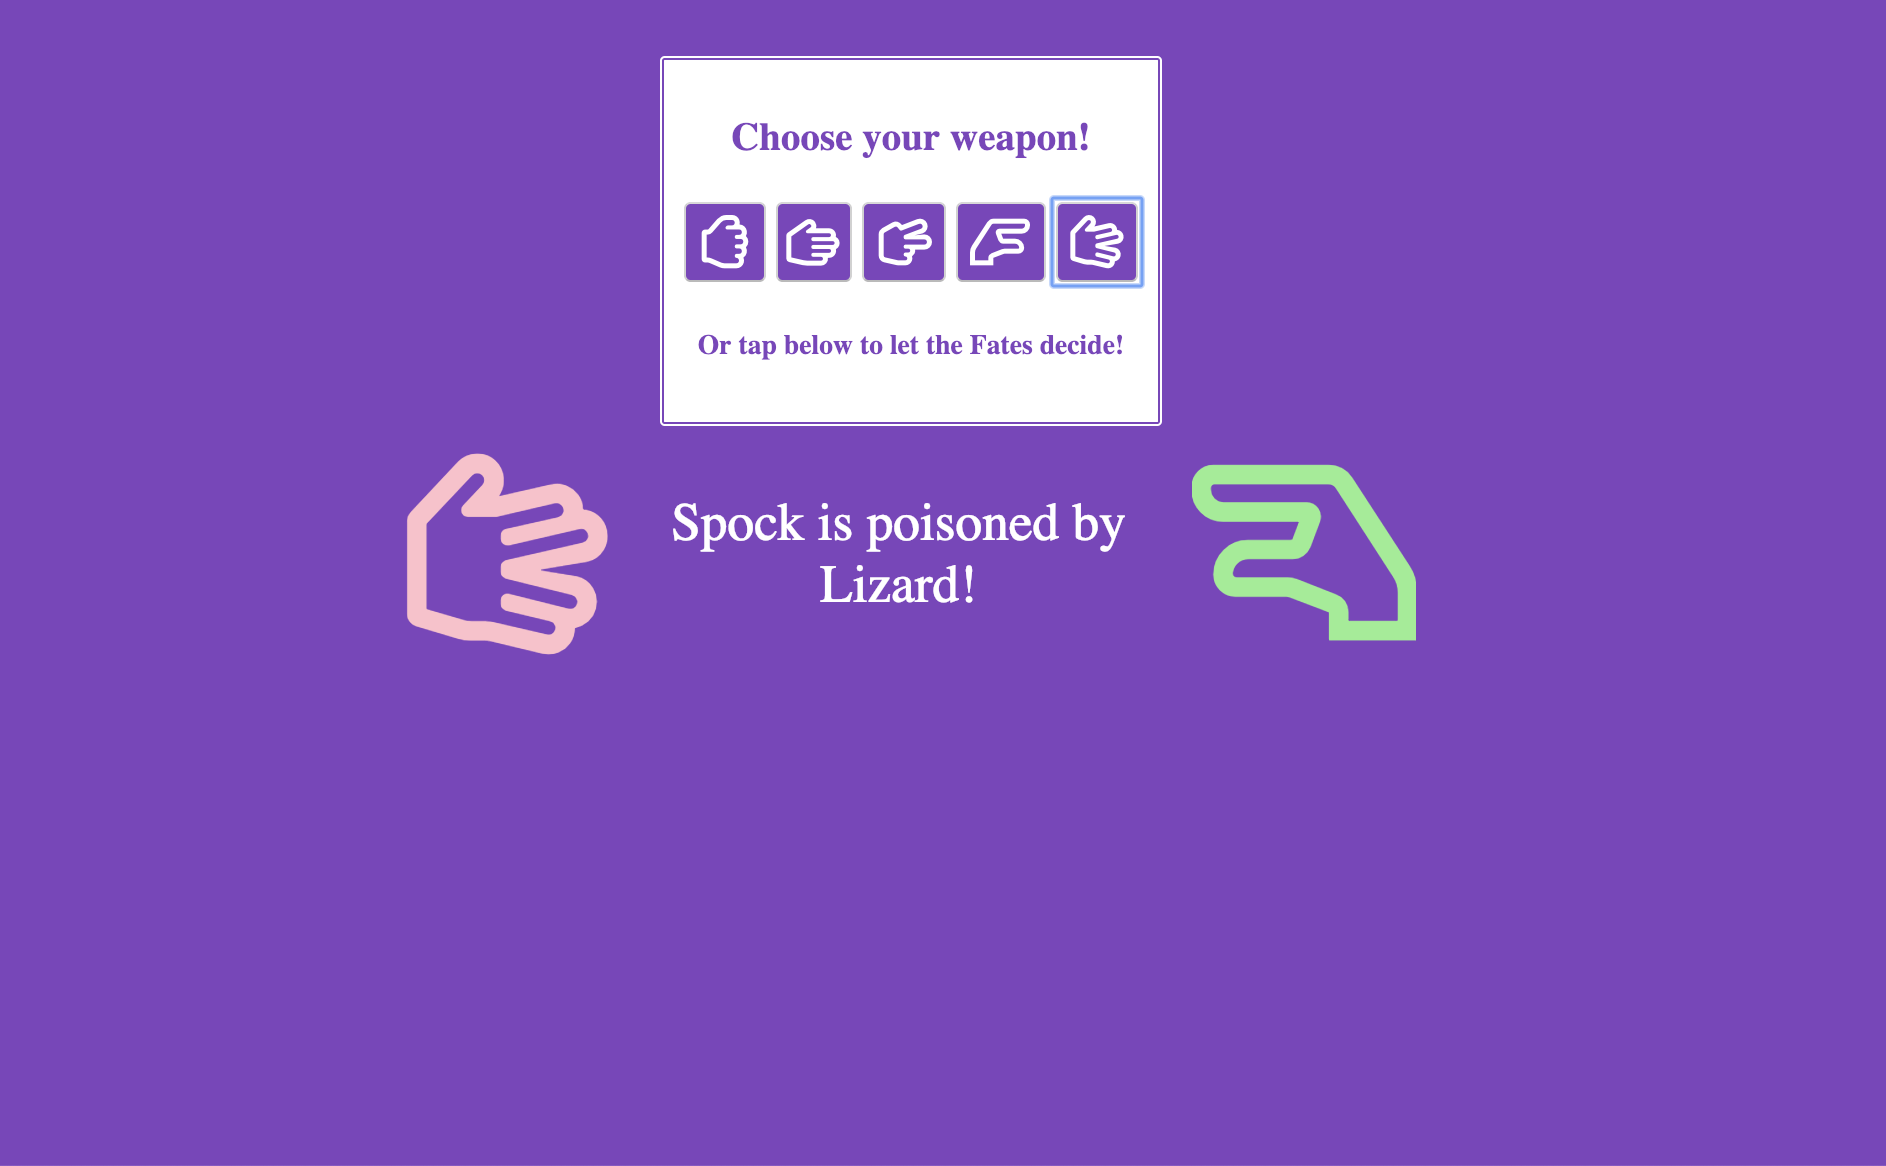 Choose your weapon!
Or tap below to let the Fates decide!
Spock is poisoned by
Lizard!